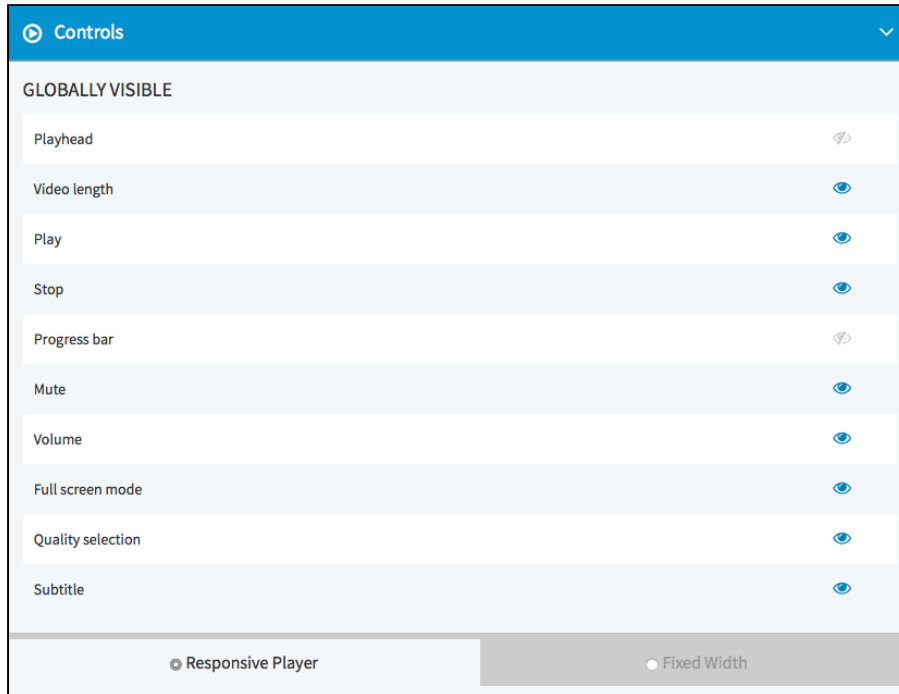 Controls
GLOBALLY VISIBLE
Playhead
Video length
Play
Stop
Progress bar
Mute
Volume
Full screen mode
Quality selection
Subtitle
Responsive Player
Fixed Width